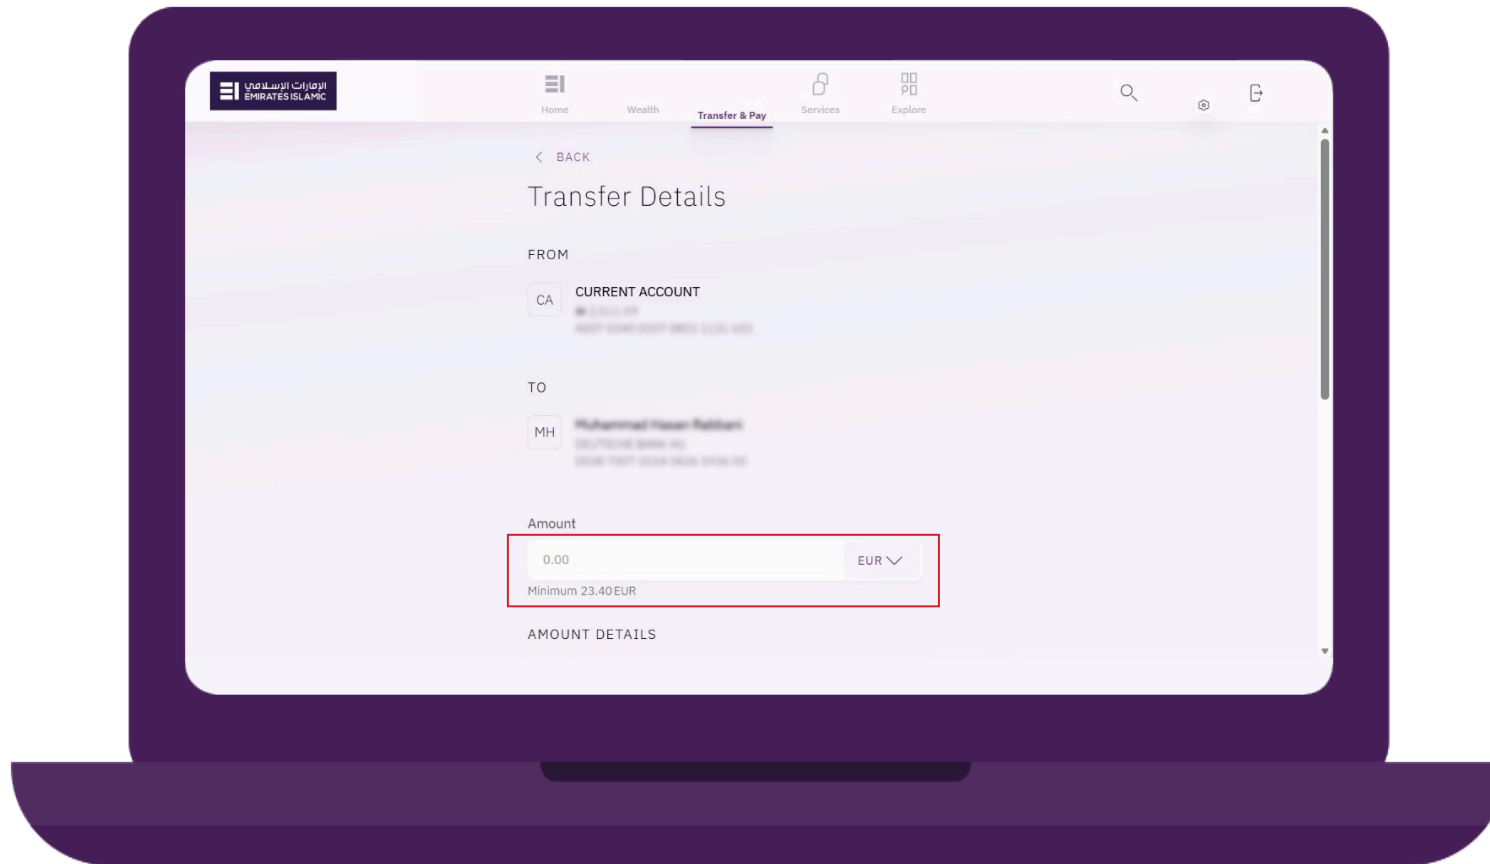 الإمارات الإسلامي
EMIRATES ISLAMIC
Home
Wealth
Transfer & Pay
Services
Explore
BACK
Transfer Details
FROM
CA
CURRENT ACCOUNT
TO
MH
Amount
0.00
EUR
Minimum 23.40 EUR
AMOUNT DETAILS